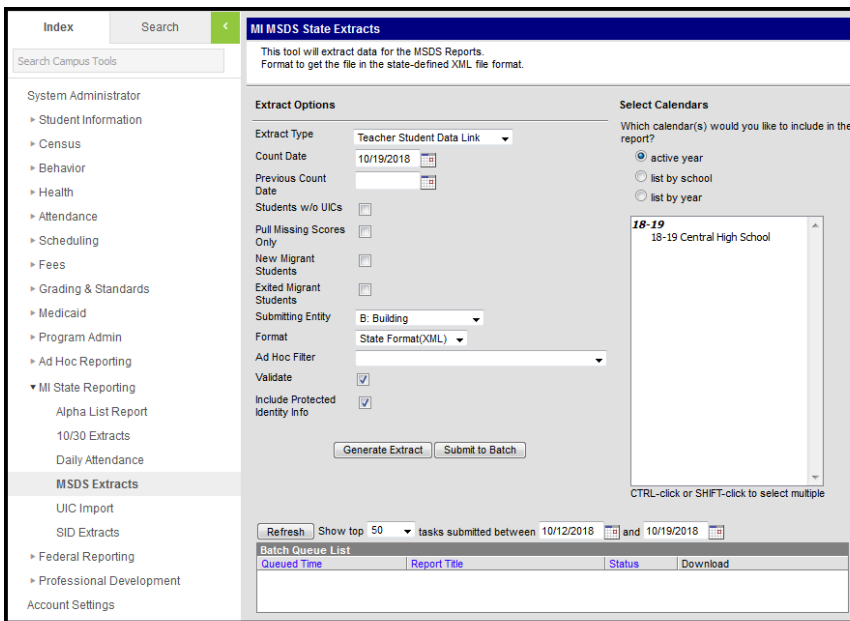 Index
Search
<
Search Campus Tools
System Administrator
Student Information
Census
Behavior
Health
Attendance
Scheduling
Fees
Grading & Standards
Medicaid
Program Admin
Ad Hoc Reporting
MI State Reporting
Alpha List Report
10/30 Extracts
Daily Attendance
MSDS Extracts
UIC Import
SID Extracts
Federal Reporting
Professional Development
Account Settings
MI MSDS State Extracts
This tool will extract data for the MSDS Reports.
Format to get the file in the state-defined XML file format.
Extract Options
Extract Type Teacher Student Data Link
Count Date 10/19/2018
Previous Count
Date
Students w/o UICs
Pull Missing Scores
Only
New Migrant
Students
Exited Migrant
Students
Submitting Entity B: Building
Format State Format(XML)
Ad Hoc Filter
Validate
Include Protected
Identity Info
Generate Extract Submit to Batch
Select Calendars
Which calendar(s) would you like to include in the
report?
active year
list by school
list by year
18-19
18-19 Central High School
CTRL-click or SHIFT-click to select multiple
Refresh Show top 50 tasks submitted between 10/12/2018 and 10/19/2018
Batch Queue List
Queued Time Report Title Status Download